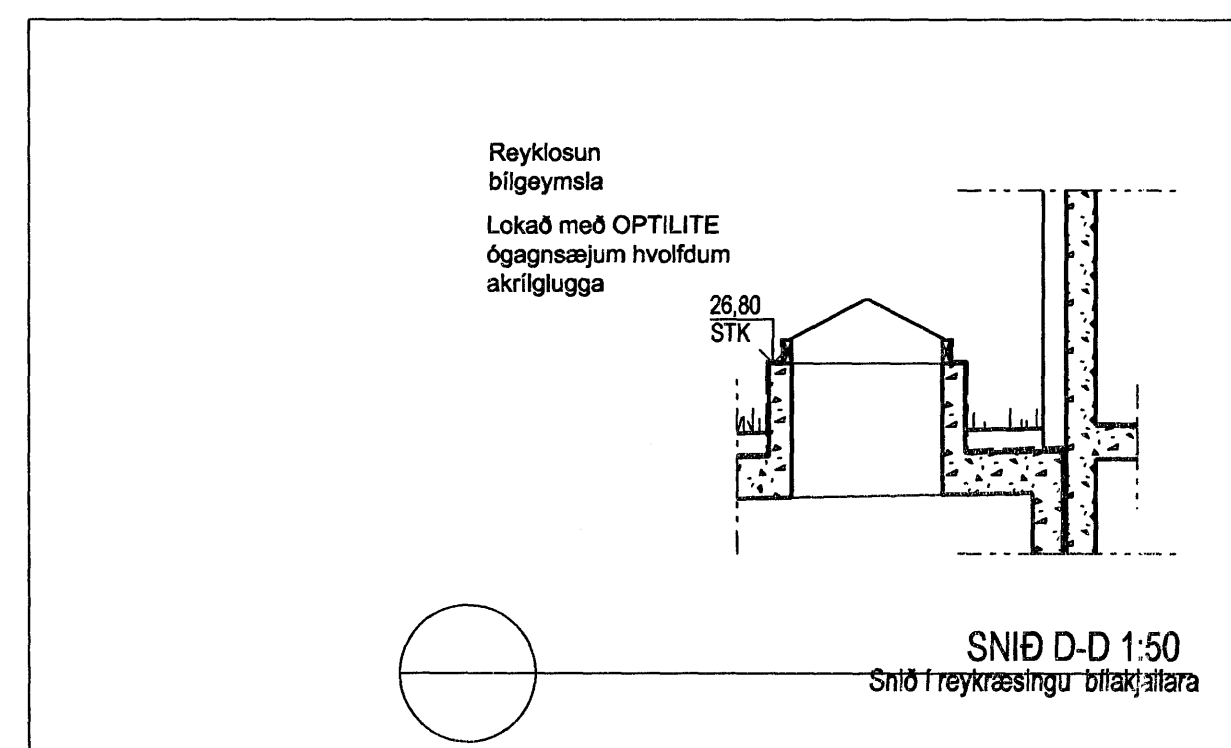 Reyklosun
bílgeymsla
Lokað með OPTILITE
ógagnsæjum hvolfdum
akrílglugga
26,80
STK
SNIÐ D-D 1:50
Snið í reykræsingu bílakjallara